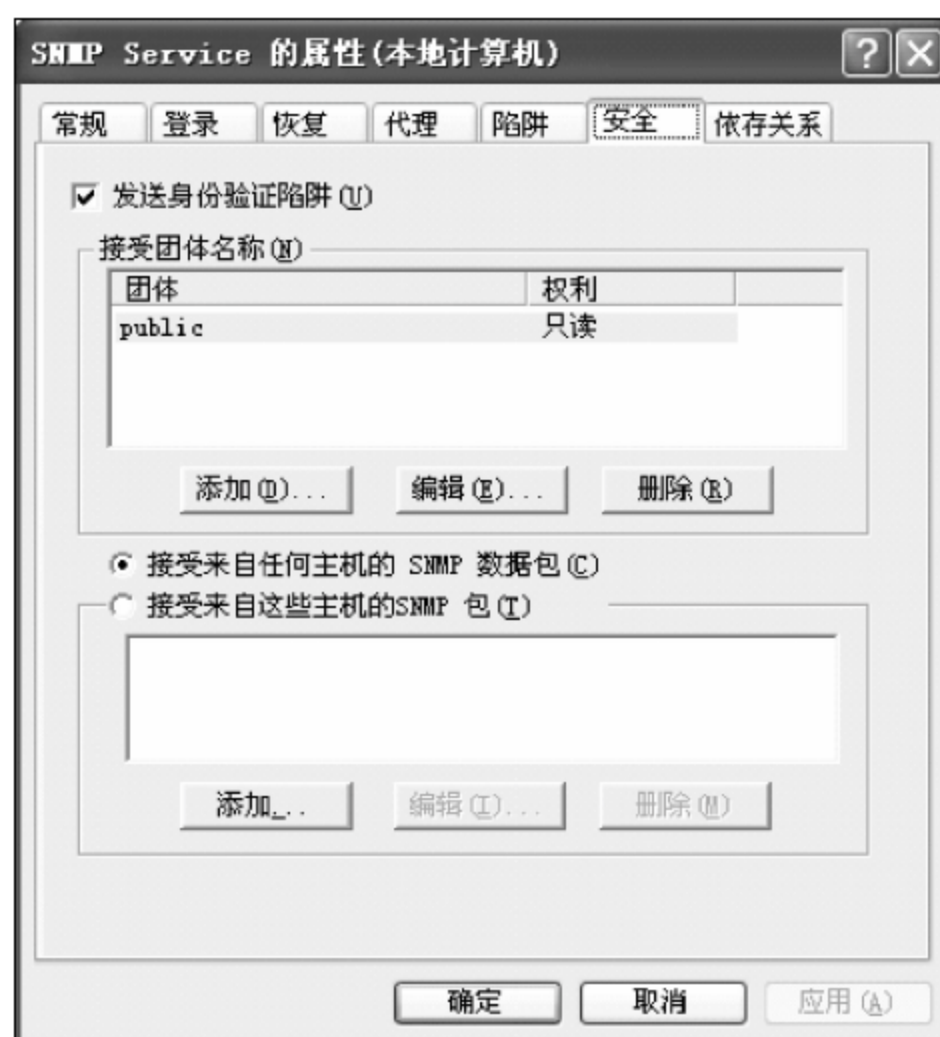 SNMP Service 的属性(本地计算机)
常规 登录 恢复 代理 陷阱 安全 依存关系
发送身份验证陷阱(U)
接受团体名称(N)
团体 权利
public 只读
添加(D)... 编辑(E)... 删除(R)
接受来自任何主机的 SNMP 数据包(C)
接受来自这些主机的SNMP 包(T)
添加... 编辑(I)... 删除(M)
确定 取消 应用(A)